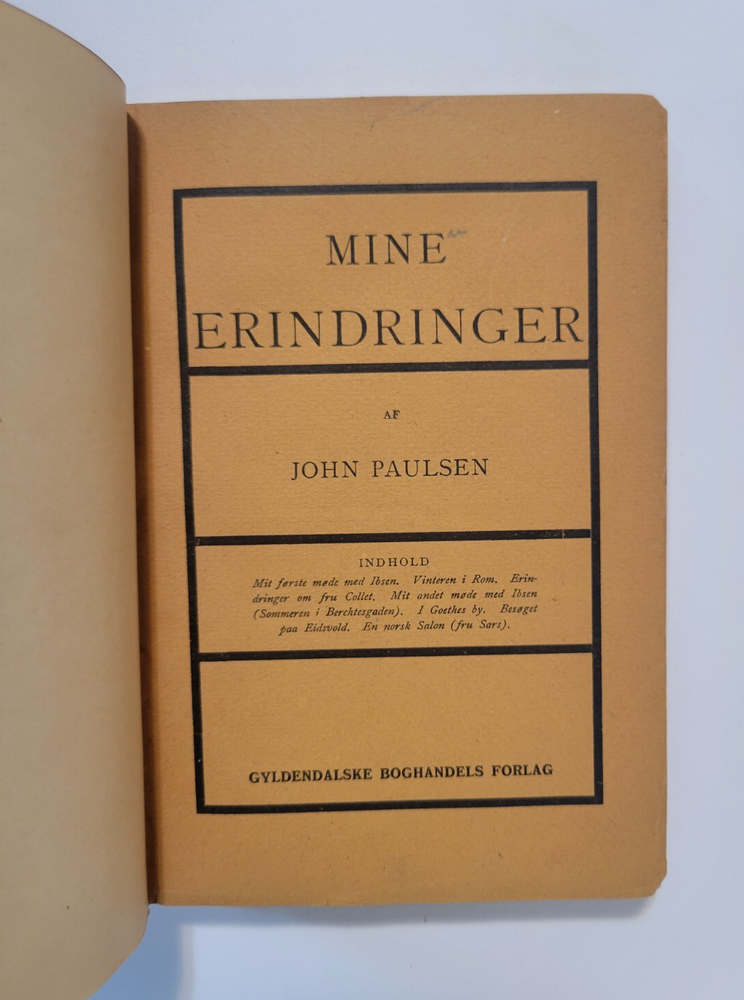 MINE
ERINDRINGER
AF
JOHN PAULSEN
INDHOLD
Mit første møde med Ibsen. Vinteren i Rom. Erin-
dringer om fru Collet. Mit andet møde med Ibsen
(Sommeren i Berchtesgaden). I Goethes by. Besøget
paa Eidsvold. En norsk Salon (fru Sars).
GYLDENDALSKE BOGHANDELS FORLAG